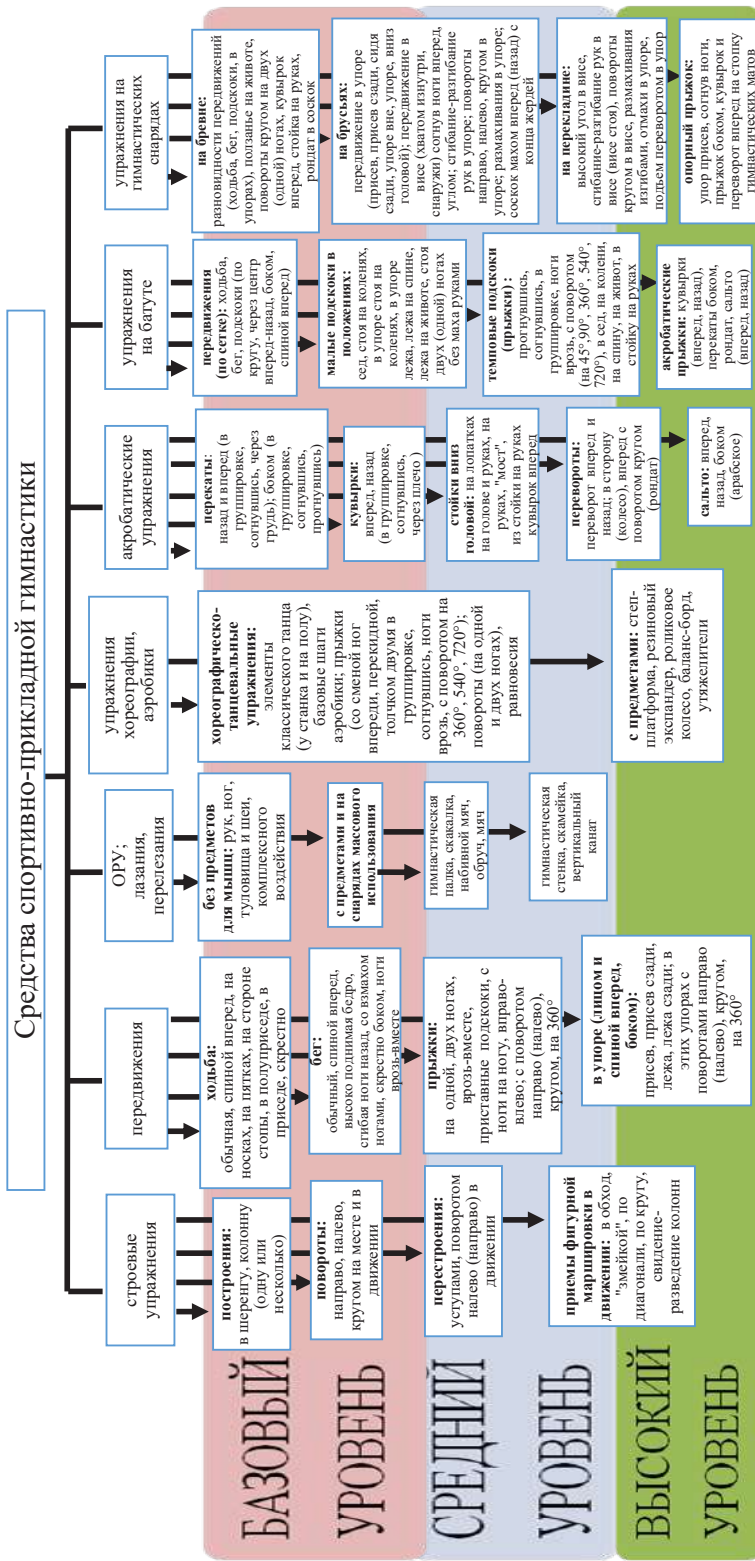 Средства спортивно-прикладной гимнастики
строевые
упражнения
передвижения
ОРУ;
лазания,
перелезания
упражнения
хореографии,
аэробики
акробатические
упражнения
упражнения
на батуте
упражнения на
гимнастических
снарядах
БАЗОВЫЙ
УРОВЕНЬ
СРЕДНИЙ
УРОВЕНЬ
ВЫСОКИЙ
УРОВЕНЬ
построения:
в шеренгу, колонну
(одну или
несколько)
повороты:
направо, налево,
кругом на месте и в
движении
перестроения:
уступами, поворотом
налево (направо) в
движении
приемы фигурной
маршировки в
движении: в обход,
"змейкой", по
диагонали, по кругу,
свидение-
разведение колонн
ходьба:
обычная, спиной вперед, на
носках, на пятках, на стороне
стопы, в полуприседе, в
приседе, скрестно
бег:
обычный, спиной вперед,
высоко поднимая бедро,
сгибая ноги назад, со взмахом
ногами, скрестно боком, ноги
врозь-вместе
прыжки:
на одной, двух ногах,
врозь-вместе,
приставные подскоки, с
ноги на ногу, вправо-
влево; с поворотом
направо (налево),
кругом, на 360°
в упоре (лицом и
спиной вперед,
боком):
присев, присев сзади,
лежа, лежа сзади; в
этих упорах с
поворотами направо
(налево), кругом,
на 360°
без предметов
для мышц: рук, ног,
туловища и шеи,
комплексного
воздействия
с предметами и на
снарядах массового
использования
гимнастическая
палка, скакалка,
набивной мяч,
обруч, мяч
гимнастическая
стенка, скамейка,
вертикальный
канат
хореографическо-
танцевальные
упражнения:
элементы
классического танца
(у станка и на полу),
базовые шаги
аэробики; прыжки
(со сменой ног
впереди, перекидной,
толчком двумя в
группировке,
согнувшись, ноги
врозь, с поворотом на
360°, 540°, 720°);
повороты (на одной
и двух ногах),
равновесия
с предметами: степ-
платформа, резиновый
экспандер, роликовое
колесо, баланс-борд,
утяжелители
перекаты:
назад и вперед (в
группировке,
согнувшись, через
грудь); боком (в
группировке,
согнувшись,
прогнувшись)
кувырки:
вперед, назад
(в группировке,
согнувшись,
через плечо )
стойки вниз
головой: на лопатках
на голове и руках, на
руках, "мост",
из стойки на руках
кувырок вперед
перевороты:
переворот вперед и
назад; в сторону
(колесо), вперед с
поворотом кругом
(рондат)
сальто: вперед,
назад, боком
(арабское)
передвижения
(по сетке): ходьба,
бег, подскоки (по
кругу, через центр
вперед-назад, боком,
спиной вперед)
малые подскоки в
положениях:
сед, стоя на коленях,
в упоре стоя на
коленях, в упоре
лежа, лежа на спине,
лежа на животе, стоя
двух (одной) ногах
без маха руками
темповые подскоки
(прыжки) :
прогнувшись,
согнувшись, в
группировке, ноги
врозь, с поворотом
(на 45°,90°, 360°, 540°,
720°), в сед, на колени,
на спину, на живот, в
стойку на руках
акробатические
прыжки: кувырки
(вперед, назад),
перекаты боком,
рондат, сальто
(вперед, назад)
на бревне:
разновидности передвижений
(ходьба, бег, подскоки, в
упорах), ползанье на животе,
повороты кругом на двух
(одной) ногах, кувырок
вперед, стойка на руках,
рондат в соскок
на брусьях:
передвижение в упоре
(присев, присев сзади, сидя
сзади, упоре вне, упоре, вниз
головой); передвижение в
висе (хватом изнутри,
снаружи) согнув ноги вперед,
углом; сгибание-разгибание
рук в упоре; повороты
направо, налево, кругом в
упоре; размахивания в упоре;
соскок махом вперед (назад) с
конца жердей
на перекладине:
высокий угол в висе,
сгибание-разгибание рук в
висе (висе стоя), повороты
кругом в висе, размахивания
изгибами, отмахи в упоре,
подъем переворотом в упор
опорный прыжок:
упор присев, согнув ноги,
прыжок боком, кувырок и
переворот вперед на стопку
гимнастических матов